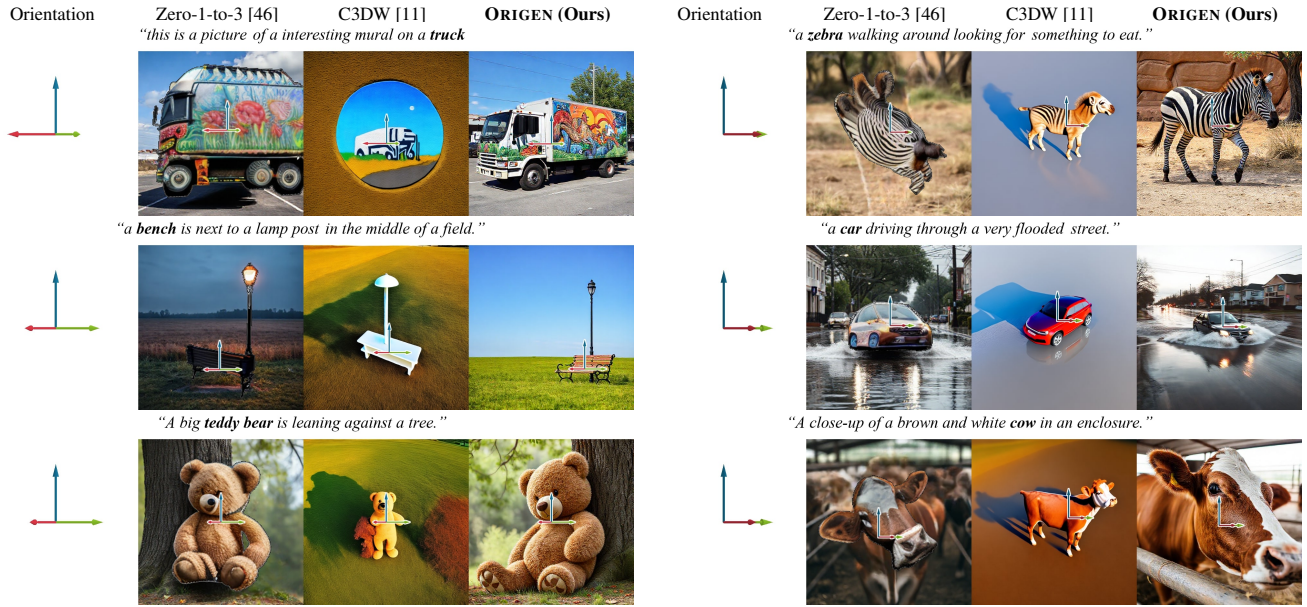 Orientation Zero-1-to-3 [46] C3DW [11] ORIGEN (Ours) Orientation Zero-1-to-3 [46] C3DW [11] ORIGEN (Ours)
“this is a picture of a interesting mural on a truck
“a zebra walking around looking for something to eat.”
“a bench is next to a lamp post in the middle of a field.”
“a car driving through a very flooded street.”
“A big teddy bear is leaning against a tree.”
“A close-up of a brown and white cow in an enclosure.”